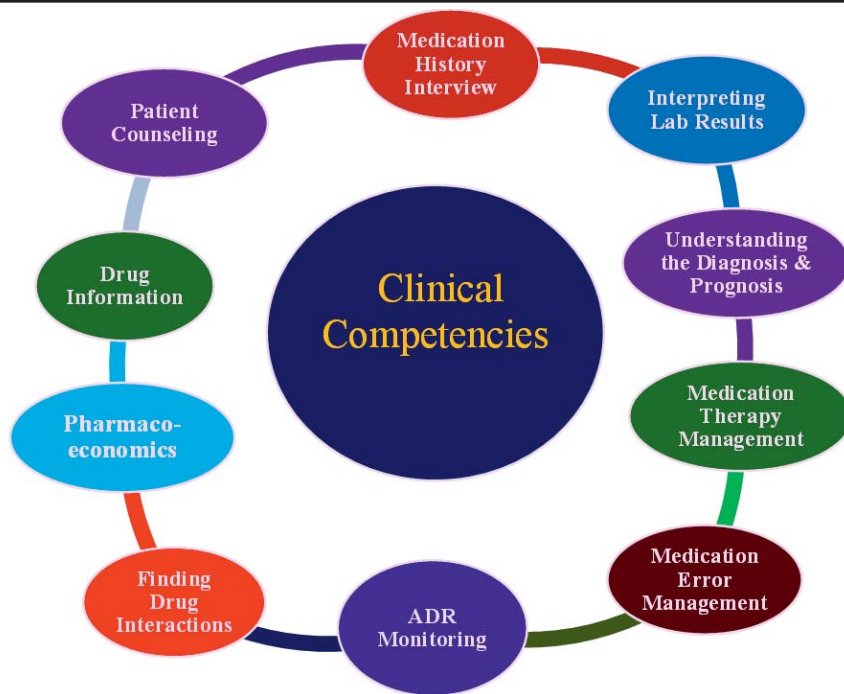 Clinical
Competencies
Medication
History
Interview
Interpreting
Lab Results
Understanding
the Diagnosis &
Prognosis
Medication
Therapy
Management
Medication
Error
Management
ADR
Monitoring
Finding
Drug
Interactions
Pharmaco-
economics
Drug
Information
Patient
Counseling